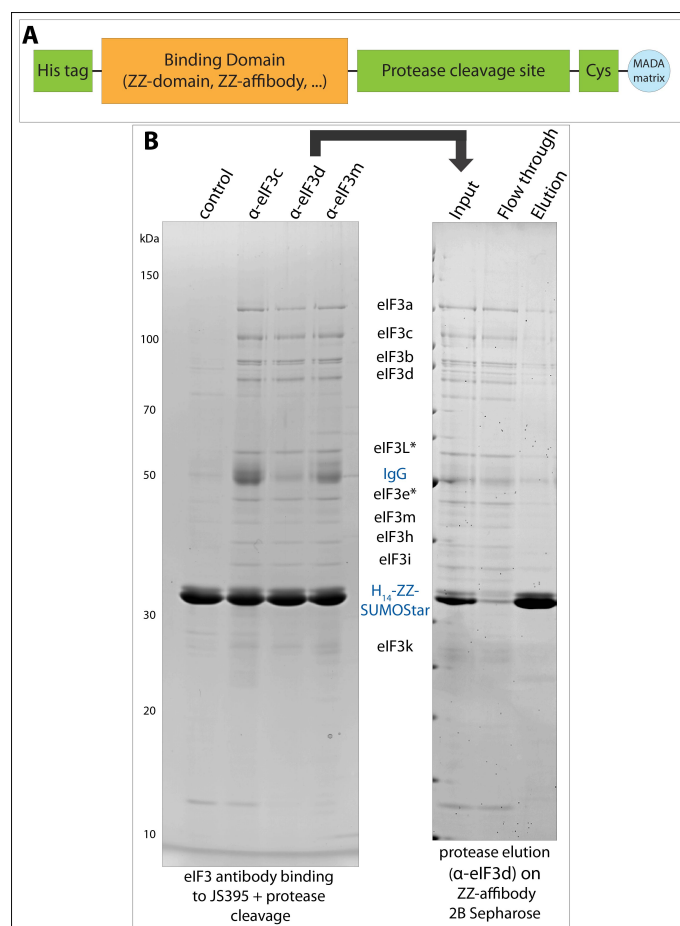 A
His tag
Binding Domain
(ZZ-domain, ZZ-affibody, ...)
Protease cleavage site
Cys
MADA
matrix
B
control
α-eIF3c
α-eIF3d
α-eIF3m
Input
Flow through
Elution
kDa
150
100
70
50
30
20
10
eIF3a
eIF3c
eIF3b
eIF3d
eIF3L*
IgG
eIF3e*
eIF3m
eIF3h
eIF3i
H14-ZZ-
SUMOStar
eIF3k
eIF3 antibody binding
to JS395 + protease
cleavage
protease elution
(α-eIF3d) on
ZZ-affibody
2B Sepharose